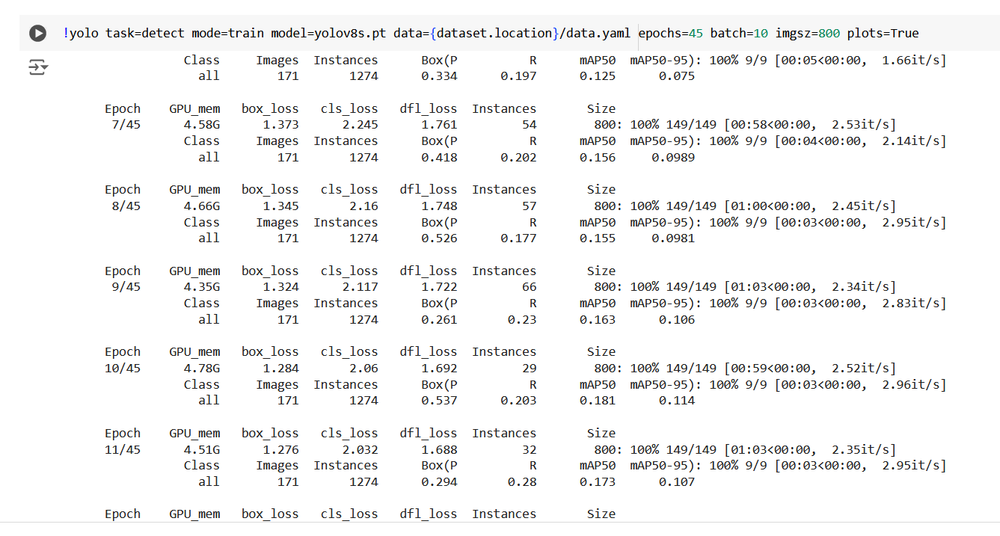 !yolo task=detect mode=train model=yolov8s.pt data={dataset.location}/data.yaml epochs=45 batch=10 imgsz=800 plots=True
Class Images Instances Box(P R mAP50 mAP50-95): 100% 9/9 [00:05<00:00, 1.66it/s]
all 171 1274 0.334 0.197 0.125 0.075
Epoch GPU_mem box_loss cls_loss dfl_loss Instances Size
7/45 4.58G 1.373 2.245 1.761 54 800: 100% 149/149 [00:58<00:00, 2.53it/s]
Class Images Instances Box(P R mAP50 mAP50-95): 100% 9/9 [00:04<00:00, 2.14it/s]
all 171 1274 0.418 0.202 0.156 0.0989
Epoch GPU_mem box_loss cls_loss dfl_loss Instances Size
8/45 4.66G 1.345 2.16 1.748 57 800: 100% 149/149 [01:00<00:00, 2.45it/s]
Class Images Instances Box(P R mAP50 mAP50-95): 100% 9/9 [00:03<00:00, 2.95it/s]
all 171 1274 0.526 0.177 0.155 0.0981
Epoch GPU_mem box_loss cls_loss dfl_loss Instances Size
9/45 4.35G 1.324 2.117 1.722 66 800: 100% 149/149 [01:03<00:00, 2.34it/s]
Class Images Instances Box(P R mAP50 mAP50-95): 100% 9/9 [00:03<00:00, 2.83it/s]
all 171 1274 0.261 0.23 0.163 0.106
Epoch GPU_mem box_loss cls_loss dfl_loss Instances Size
10/45 4.78G 1.284 2.06 1.692 29 800: 100% 149/149 [00:59<00:00, 2.52it/s]
Class Images Instances Box(P R mAP50 mAP50-95): 100% 9/9 [00:03<00:00, 2.96it/s]
all 171 1274 0.537 0.203 0.181 0.114
Epoch GPU_mem box_loss cls_loss dfl_loss Instances Size
11/45 4.51G 1.276 2.032 1.688 32 800: 100% 149/149 [01:03<00:00, 2.35it/s]
Class Images Instances Box(P R mAP50 mAP50-95): 100% 9/9 [00:03<00:00, 2.95it/s]
all 171 1274 0.294 0.28 0.173 0.107
Epoch GPU_mem box_loss cls_loss dfl_loss Instances Size